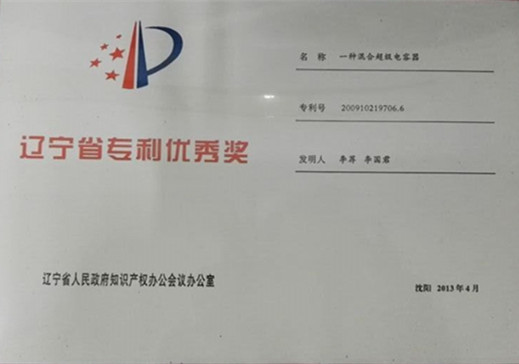 名 称 一种混合超级电容器
专利号 200910219706.6
辽宁省专利优秀奖
发明人 李荐 李国君
辽宁省人民政府知识产权办公会议办公室
沈阳 2013年4月